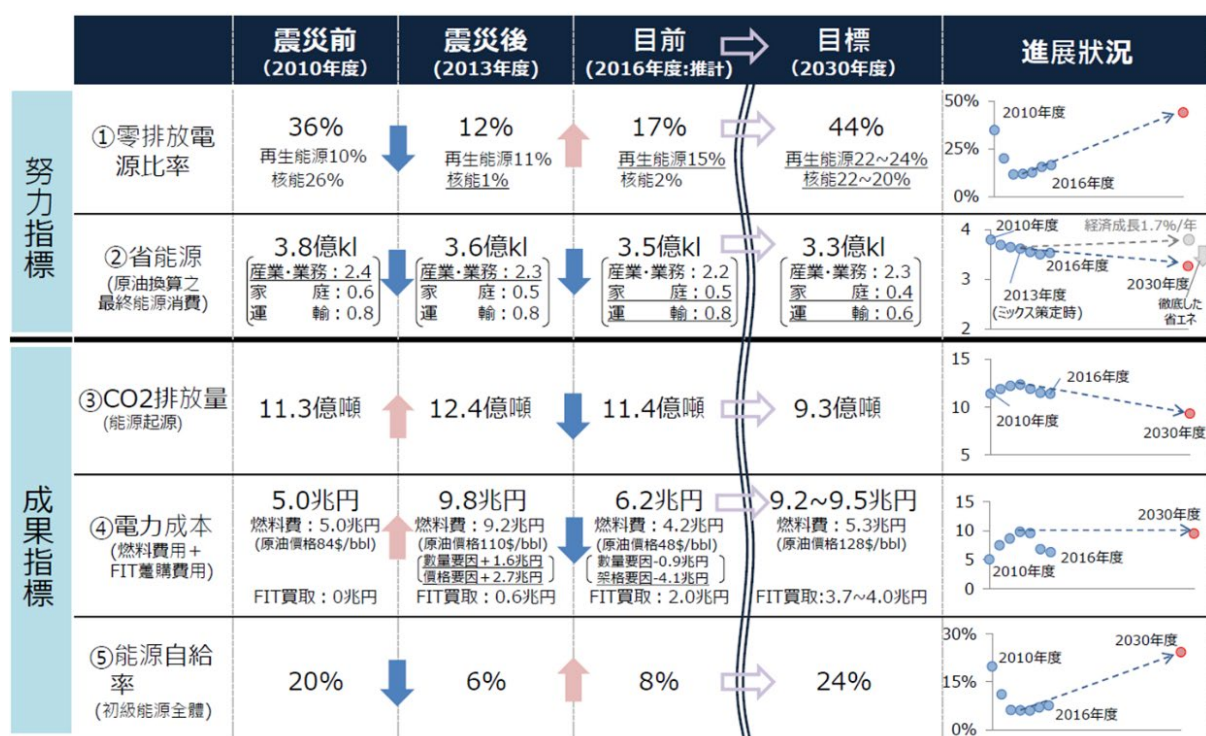 震災前
(2010年度)
震災後
(2013年度)
目前
(2016年度:推計)
目標
(2030年度)
進展狀況
努力指標
①零排放電
源比率
36%
再生能源10%
核能26%
12%
再生能源11%
核能1%
17%
再生能源15%
核能2%
44%
再生能源22~24%
核能22~20%
50%
25%
0%
2010年度
2016年度
②省能源
(原油換算之
最終能源消費)
3.8億kl
産業･業務:2.4
家 庭:0.6
運 輸:0.8
3.6億kl
産業･業務:2.3
家 庭:0.5
運 輸:0.8
3.5億kl
産業･業務:2.2
家 庭:0.5
運 輸:0.8
3.3億kl
産業･業務:2.3
家 庭:0.4
運 輸:0.6
4
3
2
2010年度
経済成長1.7%/年
2016年度
2013年度
(ミックス策定時)
2030年度
徹底した
省エネ
成果指標
③CO2排放量
(能源起源)
11.3億噸
12.4億噸
11.4億噸
9.3億噸
15
10
5
2016年度
2010年度
2030年度
④電力成本
(燃料費用+
FIT躉購費用)
5.0兆円
燃料費:5.0兆円
(原油價格84$/bbl)
FIT買取:0兆円
9.8兆円
燃料費:9.2兆円
(原油價格110$/bbl)
數量要因+1.6兆円
價格要因+2.7兆円
FIT買取:0.6兆円
6.2兆円
燃料費:4.2兆円
(原油價格48$/bbl)
數量要因-0.9兆円
架格要因-4.1兆円
FIT買取:2.0兆円
9.2~9.5兆円
燃料費:5.3兆円
(原油價格128$/bbl)
FIT買取:3.7~4.0兆円
15
10
5
0
2030年度
2016年度
2010年度
⑤能源自給
率
(初級能源全體)
20%
6%
8%
24%
30%
15%
0%
2010年度
2030年度
2016年度